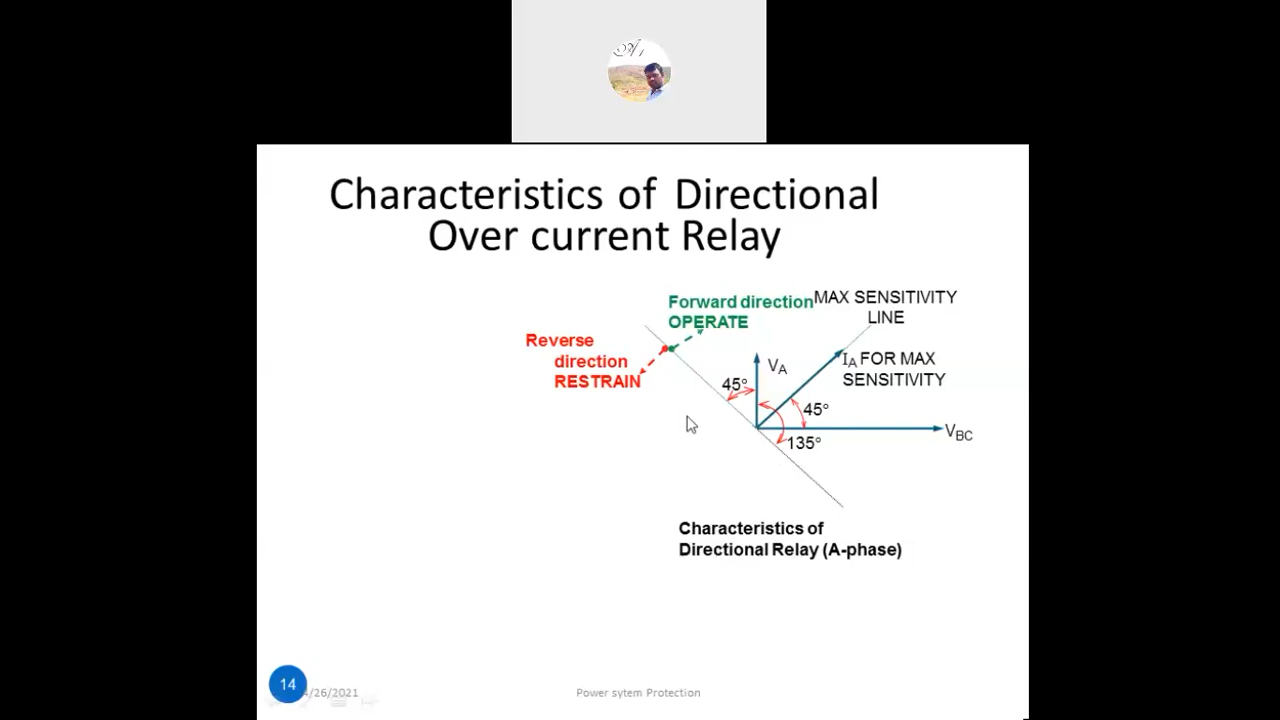 Characteristics of Directional
Over current Relay
Forward direction
OPERATE
MAX SENSITIVITY
LINE
Reverse
direction
RESTRAIN
VA
IA FOR MAX
SENSITIVITY
45°
45°
135°
VBC
Characteristics of
Directional Relay (A-phase)
14
/26/2021
Power sytem Protection